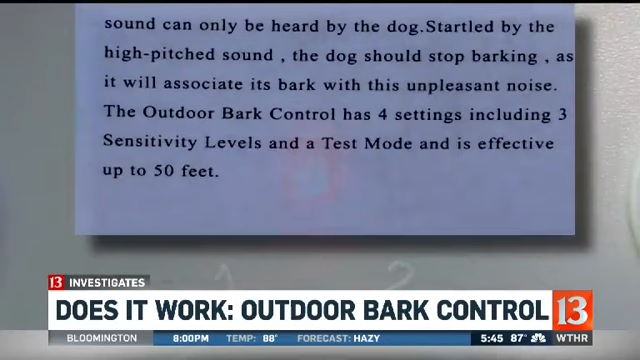 sound can only be heard by the dog.Startled by the
high-pitched sound , the dog should stop barking , as
it will associate its bark with this unpleasant noise.
The Outdoor Bark Control has 4 settings including 3
Sensitivity Levels and a Test Mode and is effective
up to 50 feet.
13 INVESTIGATES
DOES IT WORK: OUTDOOR BARK CONTROL 13
BLOOMINGTON 8:00PM TEMP: 88° FORECAST: HAZY 5:45 87° WTHR